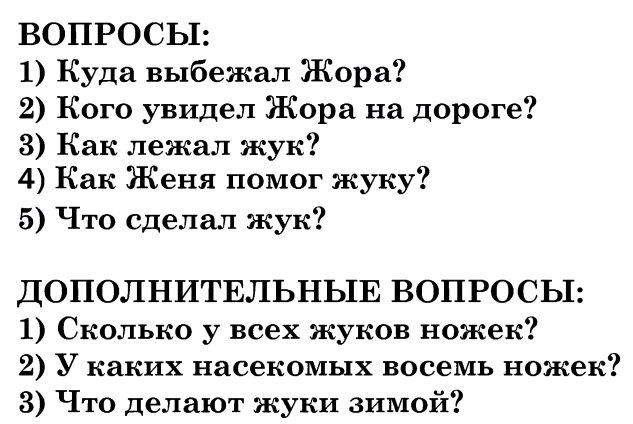 ВОПРОСЫ:
1) Куда выбежал Жора?
2) Кого увидел Жора на дороге?
3) Как лежал жук?
4) Как Женя помог жуку?
5) Что сделал жук?
ДОПОЛНИТЕЛЬНЫЕ ВОПРОСЫ:
1) Сколько у всех жуков ножек?
2) У каких насекомых восемь ножек?
3) Что делают жуки зимой?